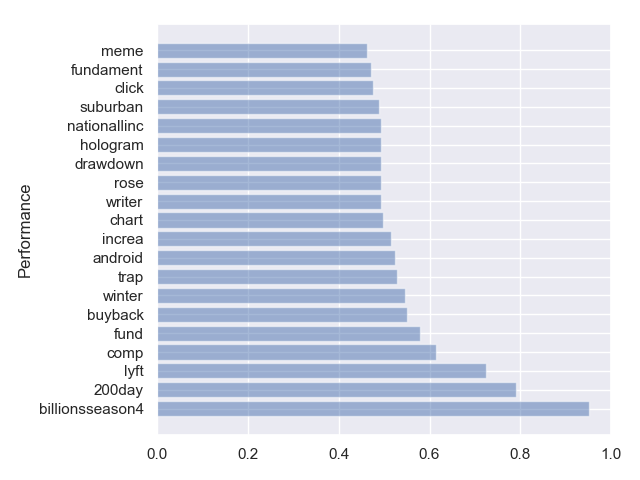 Performance
meme
fundament
click
suburban
nationallinc
hologram
drawdown
rose
writer
chart
increa
android
trap
winter
buyback
fund
comp
lyft
200day
billionsseason4
0.0 0.2 0.4 0.6 0.8 1.0